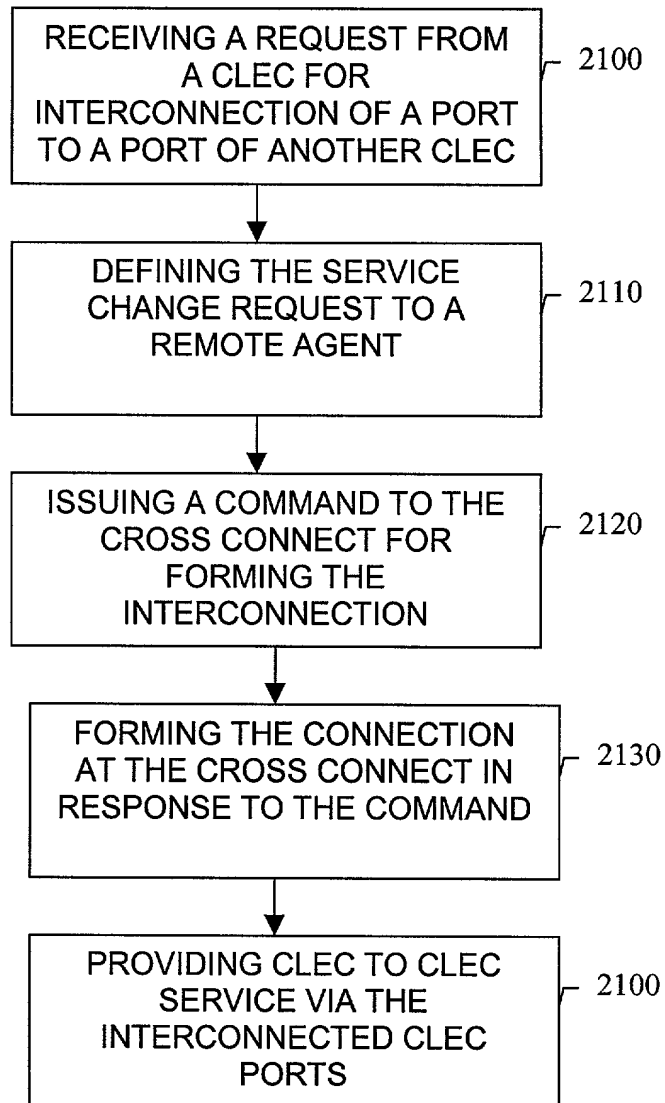 RECEIVING A REQUEST FROM
A CLEC FOR
INTERCONNECTION OF A PORT
TO A PORT OF ANOTHER CLEC
2100
DEFINING THE SERVICE
CHANGE REQUEST TO A
REMOTE AGENT
2110
ISSUING A COMMAND TO THE
CROSS CONNECT FOR
FORMING THE
INTERCONNECTION
2120
FORMING THE CONNECTION
AT THE CROSS CONNECT IN
RESPONSE TO THE COMMAND
2130
PROVIDING CLEC TO CLEC
SERVICE VIA THE
INTERCONNECTED CLEC
PORTS
2100